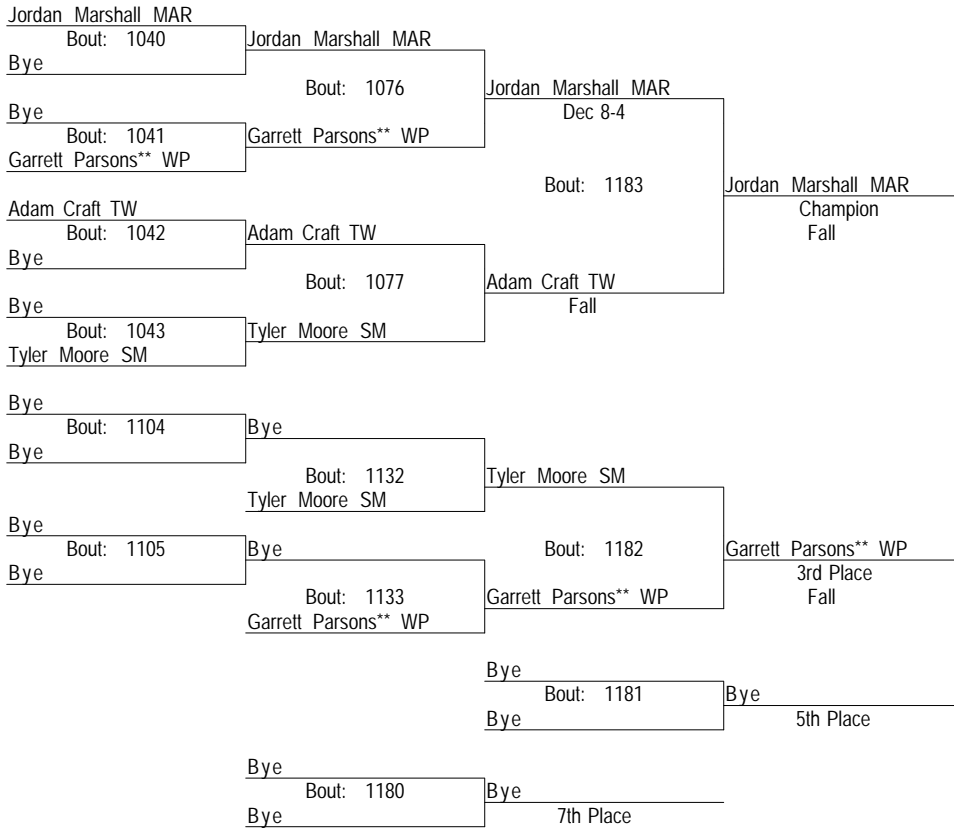 Jordan Marshall MAR
Bout: 1040
Bye
Jordan Marshall MAR
Bout: 1076
Bye
Bout: 1041
Garrett Parsons** WP
Garrett Parsons** WP
Jordan Marshall MAR
Dec 8-4
Bout: 1183
Adam Craft TW
Bout: 1042
Bye
Adam Craft TW
Bout: 1077
Bye
Bout: 1043
Tyler Moore SM
Tyler Moore SM
Adam Craft TW
Fall
Jordan Marshall MAR
Champion
Fall
Bye
Bout: 1104
Bye
Bye
Bout: 1132
Tyler Moore SM
Tyler Moore SM
Bye
Bout: 1105
Bye
Bye
Bout: 1133
Garrett Parsons** WP
Bout: 1182
Garrett Parsons** WP
Garrett Parsons** WP
3rd Place
Fall
Bye
Bout: 1181
Bye
Bye
5th Place
Bye
Bout: 1180
Bye
Bye
7th Place